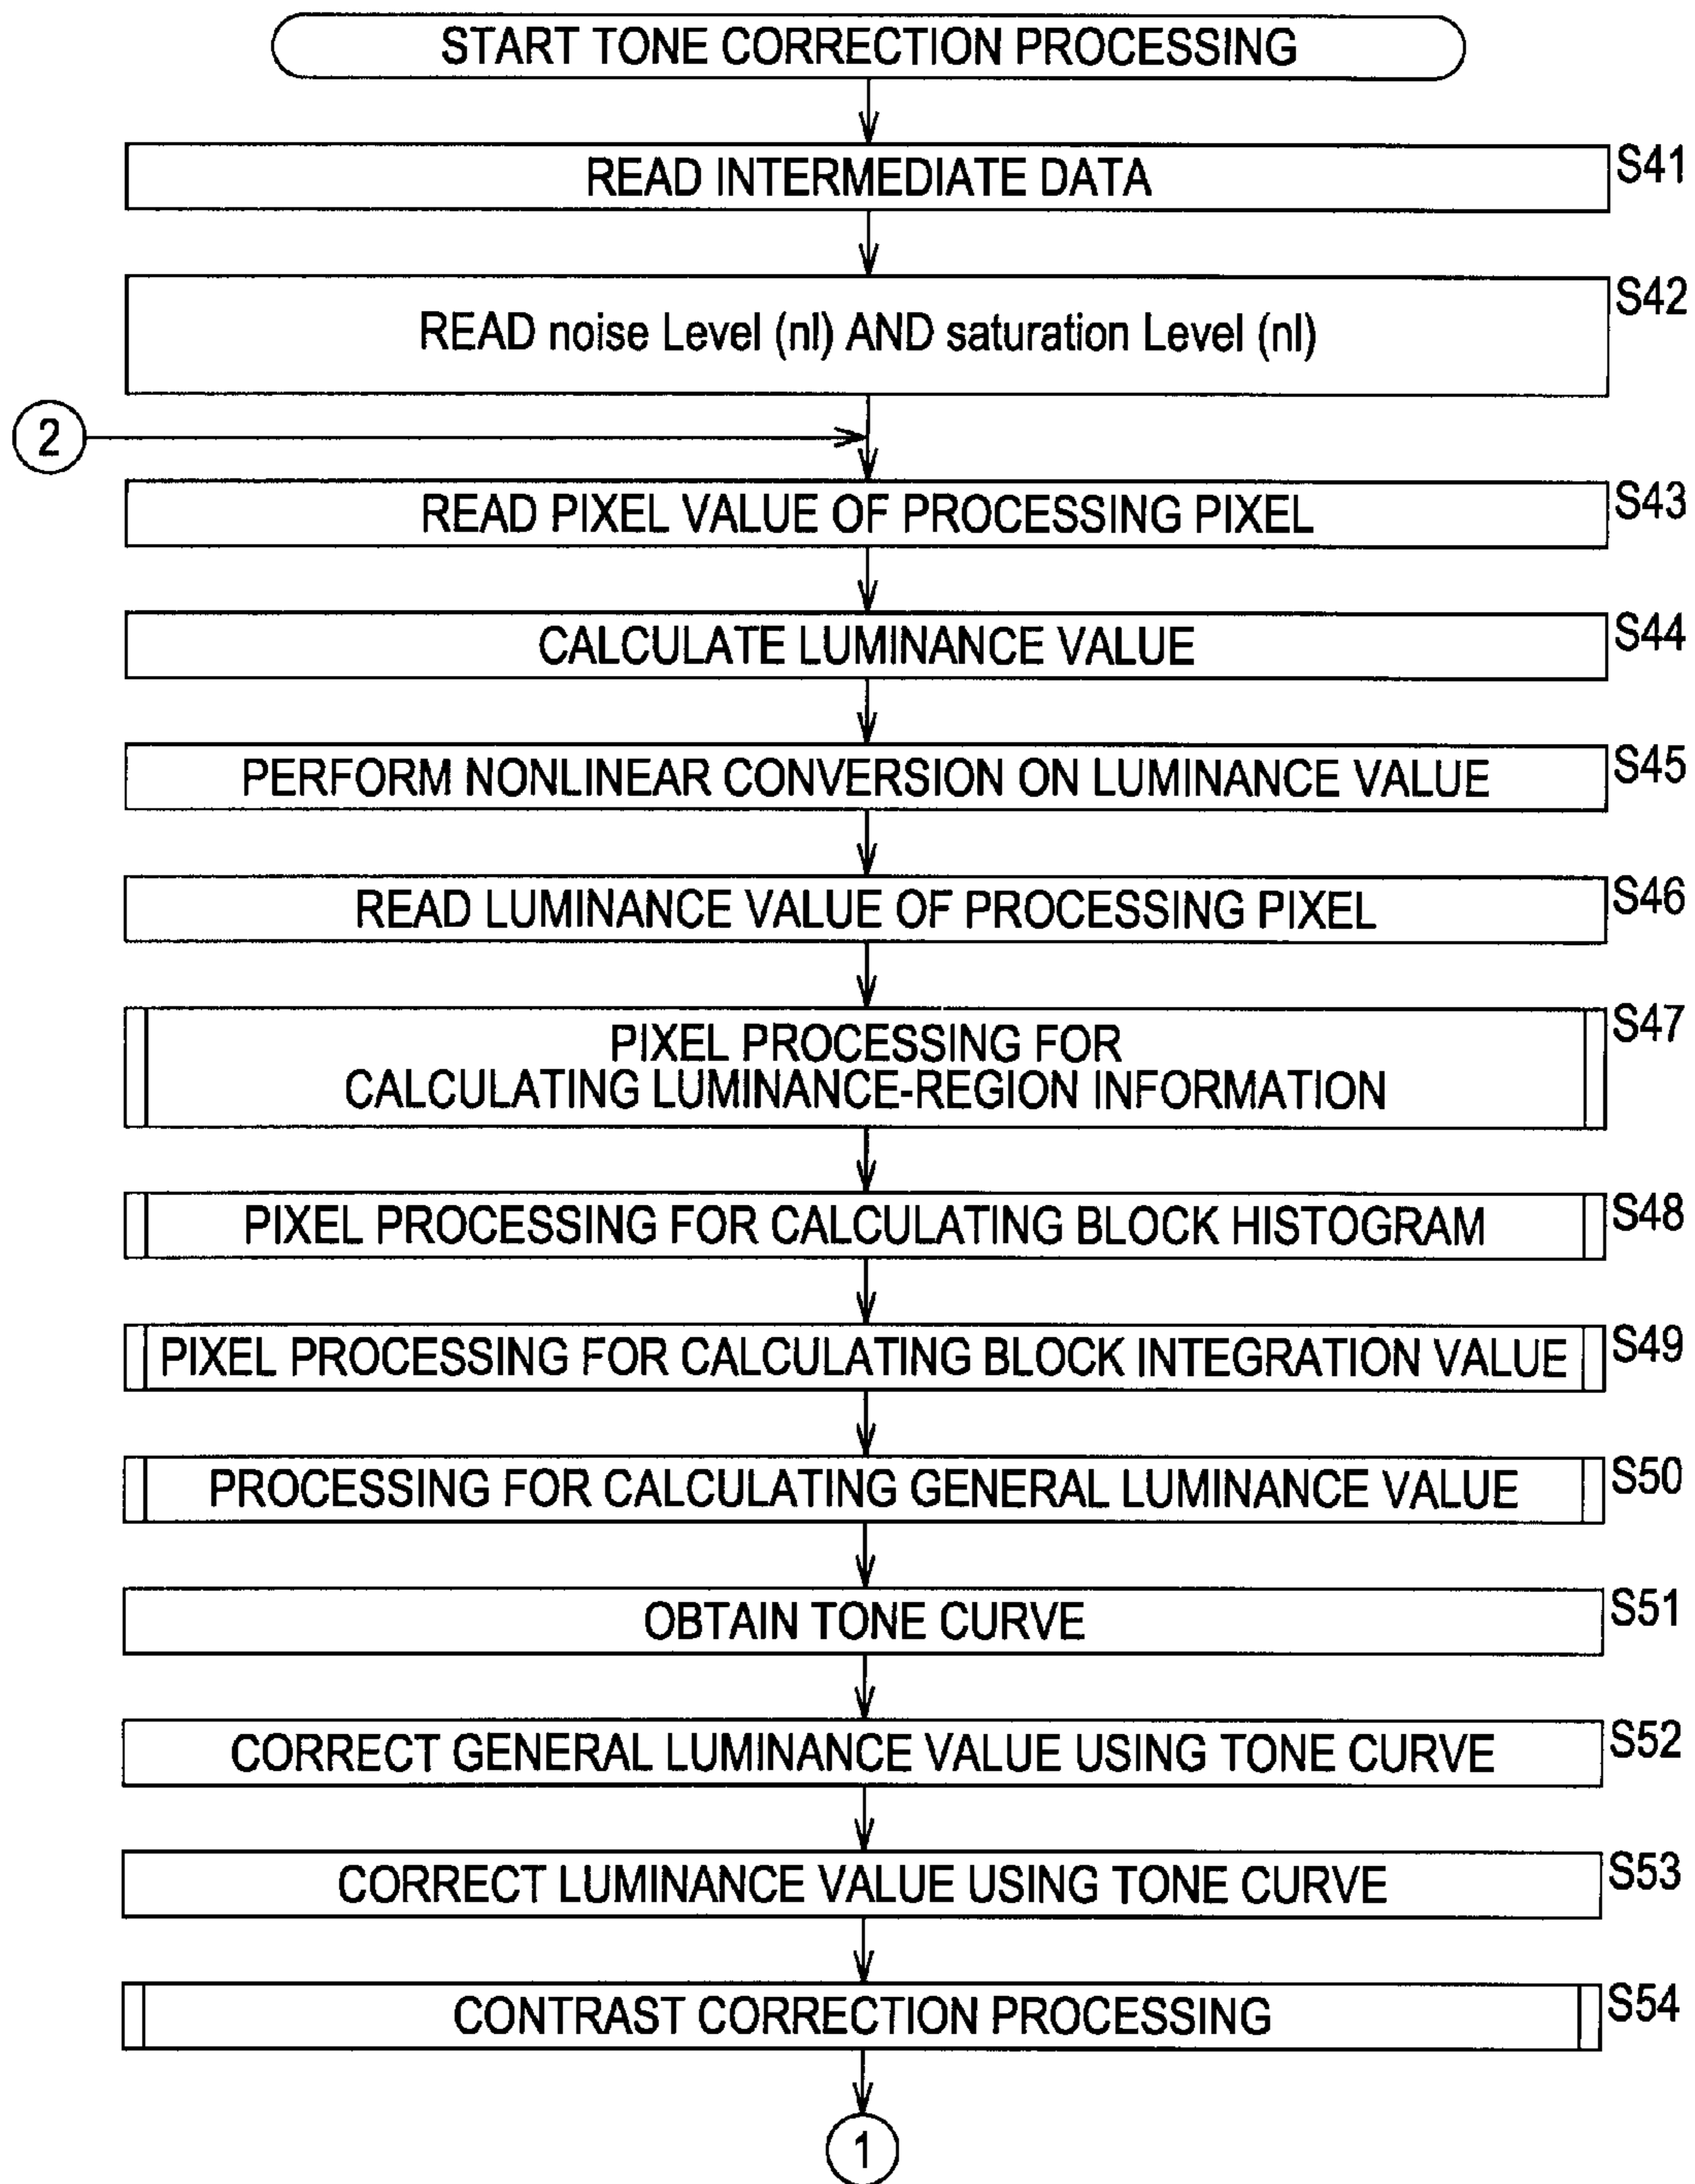 START TONE CORRECTION PROCESSING
READ INTERMEDIATE DATA
S41
READ noise Level (nl) AND saturation Level (nl)
S42
2
READ PIXEL VALUE OF PROCESSING PIXEL
S43
CALCULATE LUMINANCE VALUE
S44
PERFORM NONLINEAR CONVERSION ON LUMINANCE VALUE
S45
READ LUMINANCE VALUE OF PROCESSING PIXEL
S46
PIXEL PROCESSING FOR
CALCULATING LUMINANCE-REGION INFORMATION
S47
PIXEL PROCESSING FOR CALCULATING BLOCK HISTOGRAM
S48
PIXEL PROCESSING FOR CALCULATING BLOCK INTEGRATION VALUE
S49
PROCESSING FOR CALCULATING GENERAL LUMINANCE VALUE
S50
OBTAIN TONE CURVE
S51
CORRECT GENERAL LUMINANCE VALUE USING TONE CURVE
S52
CORRECT LUMINANCE VALUE USING TONE CURVE
S53
CONTRAST CORRECTION PROCESSING
S54
1